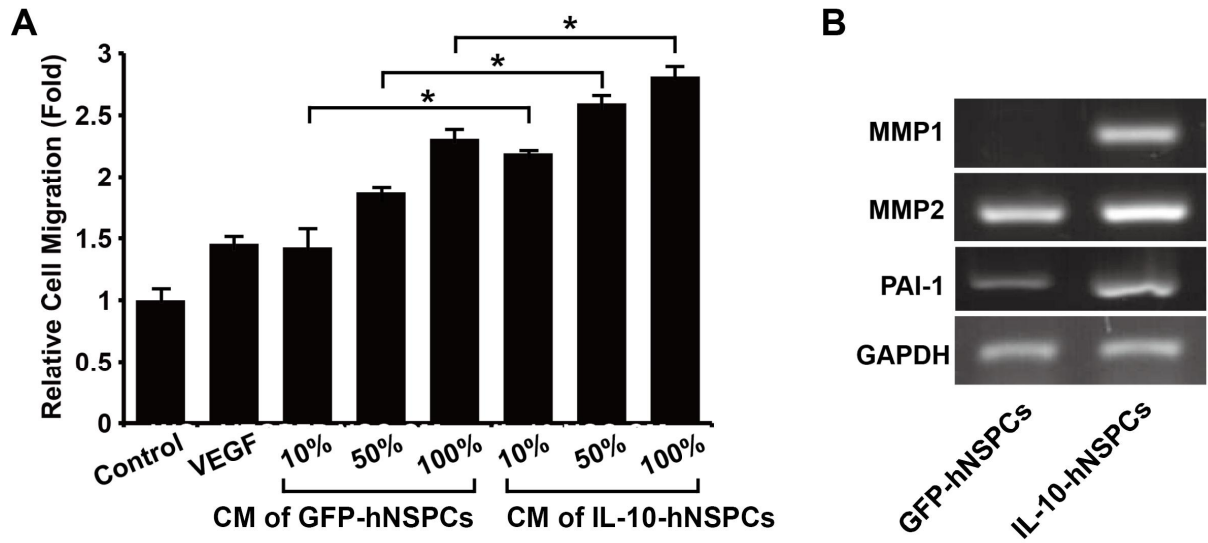 A
Relative Cell Migration (Fold)
3
2.5
2
1.5
1
0.5
0
*
*
*
Control VEGF 10% 50% 100% 10% 50% 100%
CM of GFP-hNSPCs CM of IL-10-hNSPCs
B
MMP1
MMP2
PAI-1
GAPDH
GFP-hNSPCs IL-10-hNSPCs